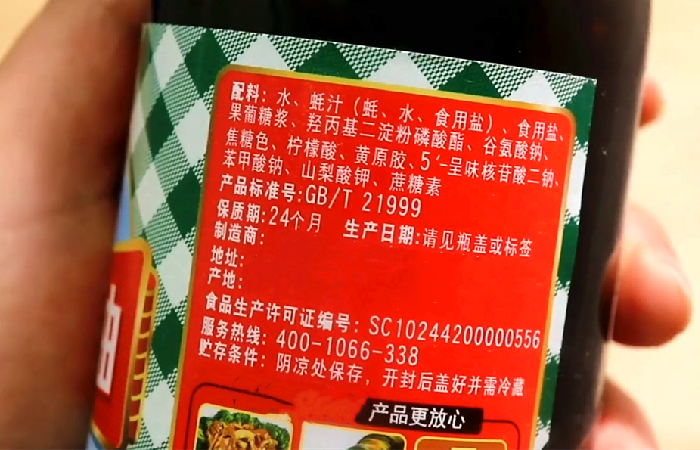 配料：水、蚝汁（蚝、水、食用盐）、食用盐、
果葡糖浆、羟丙基二淀粉磷酸酯、谷氨酸钠、
焦糖色、柠檬酸、黄原胶、5'-呈味核苷酸二钠、
苯甲酸钠、山梨酸钾、蔗糖素
产品标准号:GB/T 21999
保质期:24个月 生产日期:请见瓶盖或标签
制造商:
地址:
产地:
食品生产许可证编号: SC10244200000556
服务热线: 400-1066-338
贮存条件: 阴凉处保存，开封后盖好并需冷藏
产品更放心
油